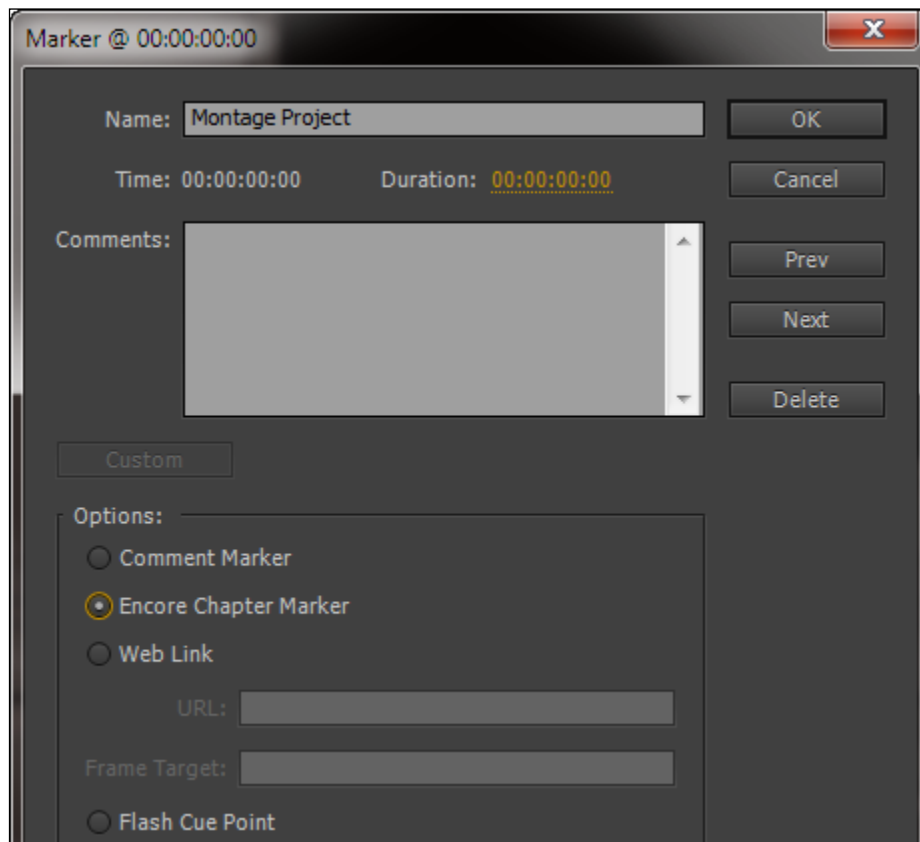 Marker @ 00:00:00:00
Name: Montage Project
OK
Time: 00:00:00:00 Duration: 00:00:00:00
Cancel
Comments:
Prev
Next
Delete
Custom
Options:
Comment Marker
Encore Chapter Marker
Web Link
URL:
Frame Target:
Flash Cue Point